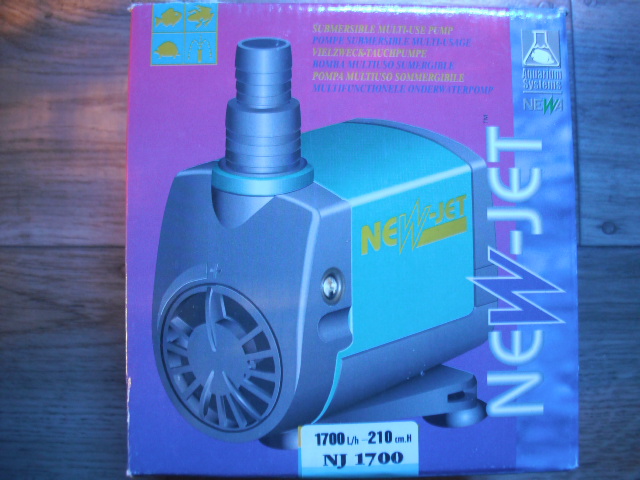 SUBMERSIBLE MULTI-USE PUMP
POMPE SUBMERSIBLE MULTI-USAGE
VIELZWECK-TAUCHPUMPE
BOMBA MULTIUSO SUMERGIBLE
POMPA MULTIUSO SOMMERGIBILE
MULTIFUNCTIONELE ONDERWATERPOMP
Aquarium
Systems
NEWA
NEW-JET
NEW-JET
1700 L/h - 210 cm.H
NJ 1700